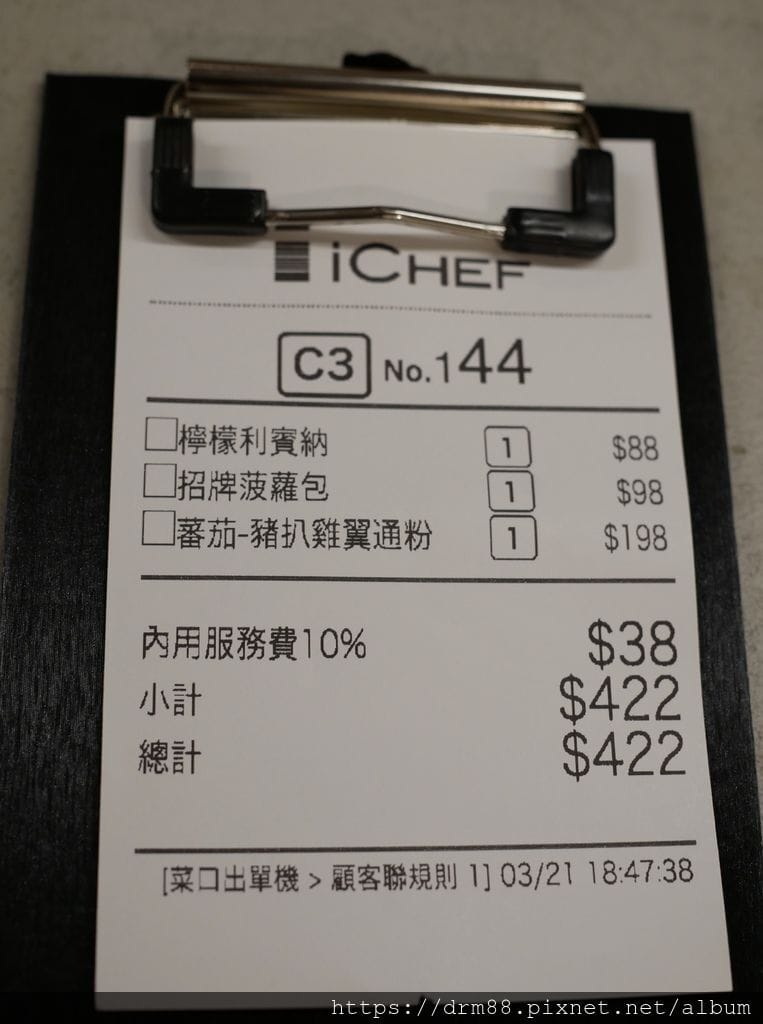 iCHEF
C3 No.144
檸檬利賓納 1 $88
招牌菠蘿包 1 $98
蕃茄-豬扒雞翼通粉 1 $198
內用服務費10% $38
小計 $422
總計 $422
[菜口出單機 > 顧客聯規則 1] 03/21 18:47:38
https://drm88.pixnet.net/album